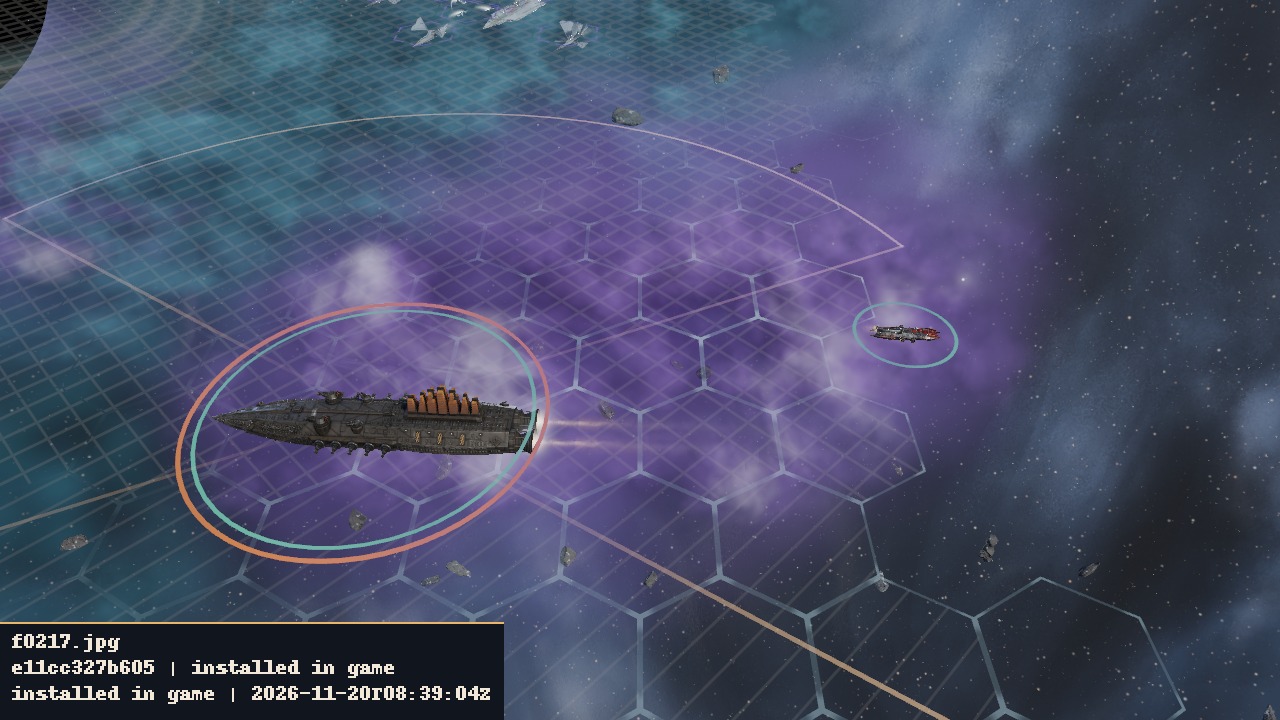 f0217.jpg
e11cc327b605 | installed in game
installed in game | 2026-11-20T08:39:04Z